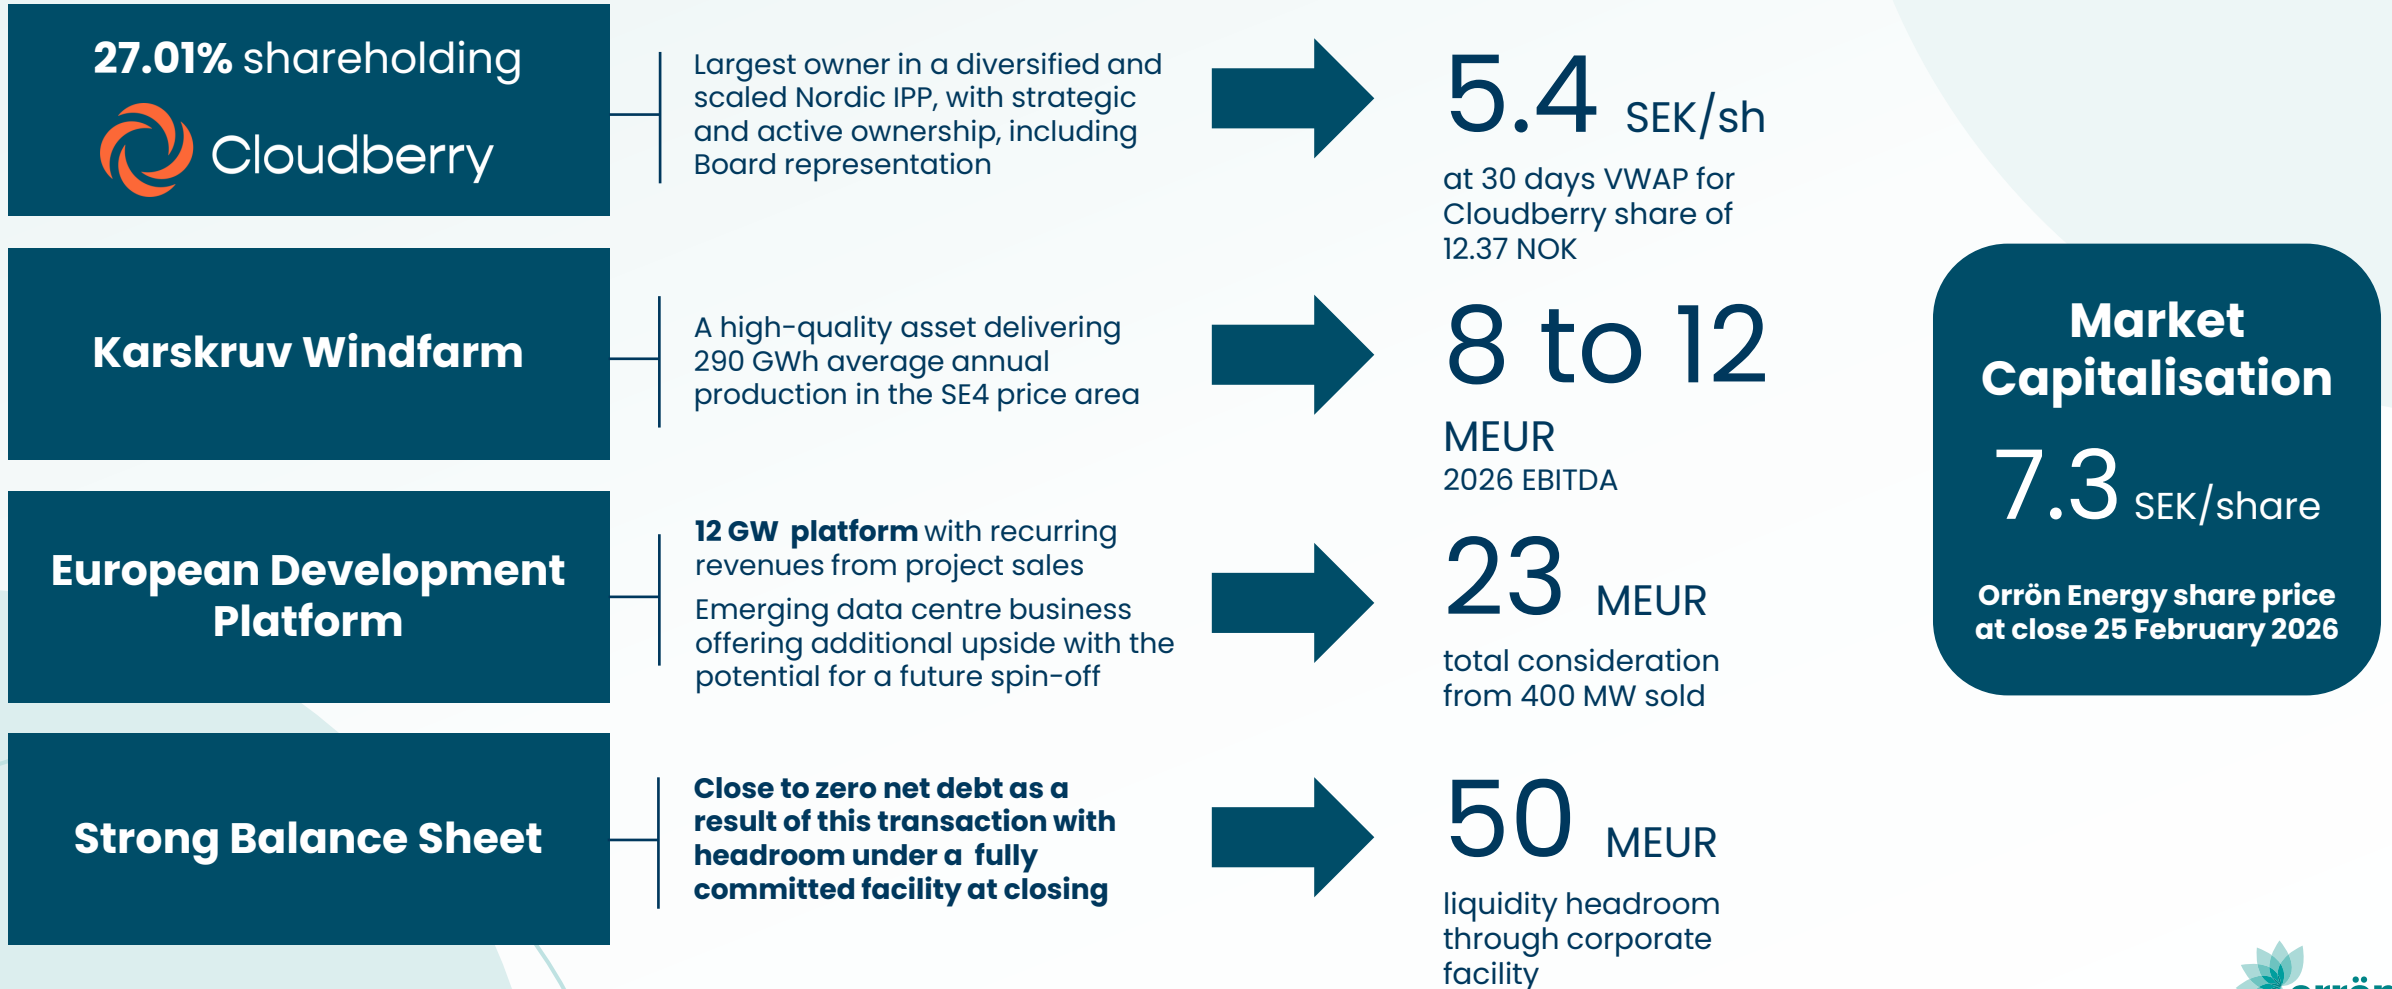 27.01% shareholding
Cloudberry
Largest owner in a diversified and
scaled Nordic IPP, with strategic
and active ownership, including
Board representation
5.4 SEK/sh
at 30 days VWAP for
Cloudberry share of
12.37 NOK
Karskruv Windfarm
A high-quality asset delivering
290 GWh average annual
production in the SE4 price area
8 to 12
MEUR
2026 EBITDA
European Development
Platform
12 GW platform with recurring
revenues from project sales
Emerging data centre business
offering additional upside with the
potential for a future spin-off
23 MEUR
total consideration
from 400 MW sold
Strong Balance Sheet
Close to zero net debt as a
result of this transaction with
headroom under a fully
committed facility at closing
50 MEUR
liquidity headroom
through corporate
facility
Market
Capitalisation
7.3 SEK/share
Orrön Energy share price
at close 25 February 2026